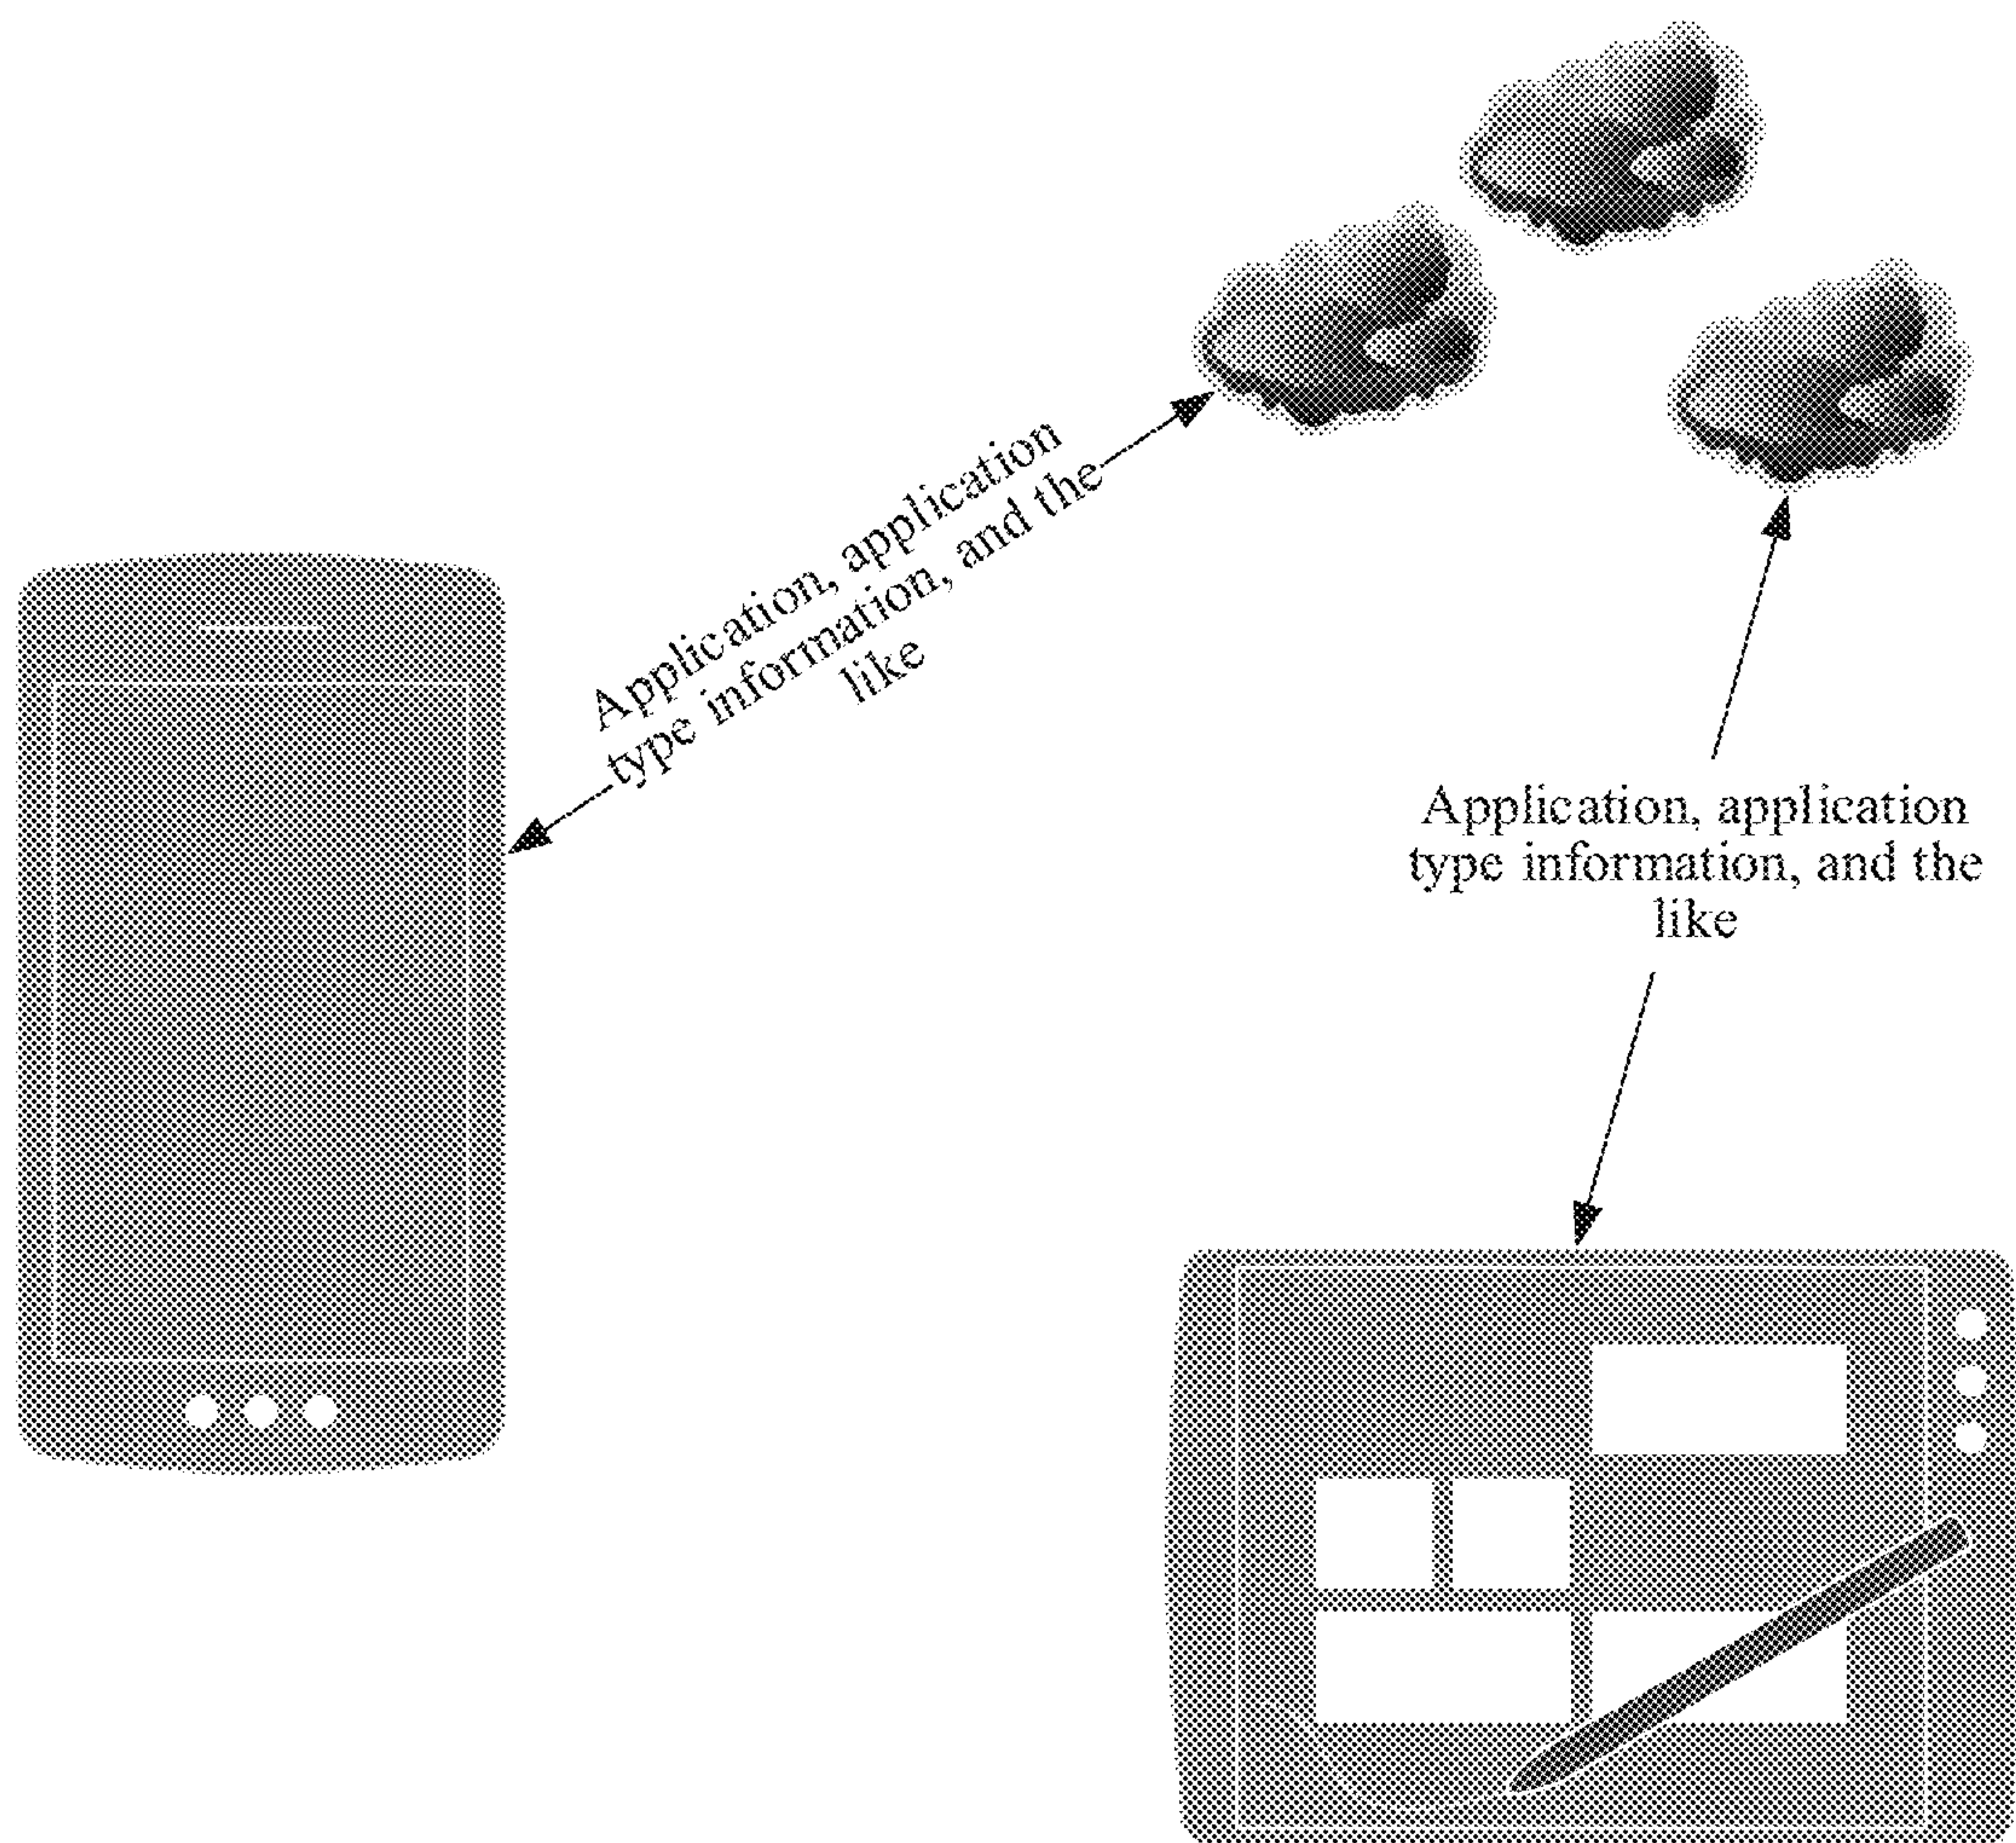 Application, application
type information, and the
like
Application, application
type information, and the
like